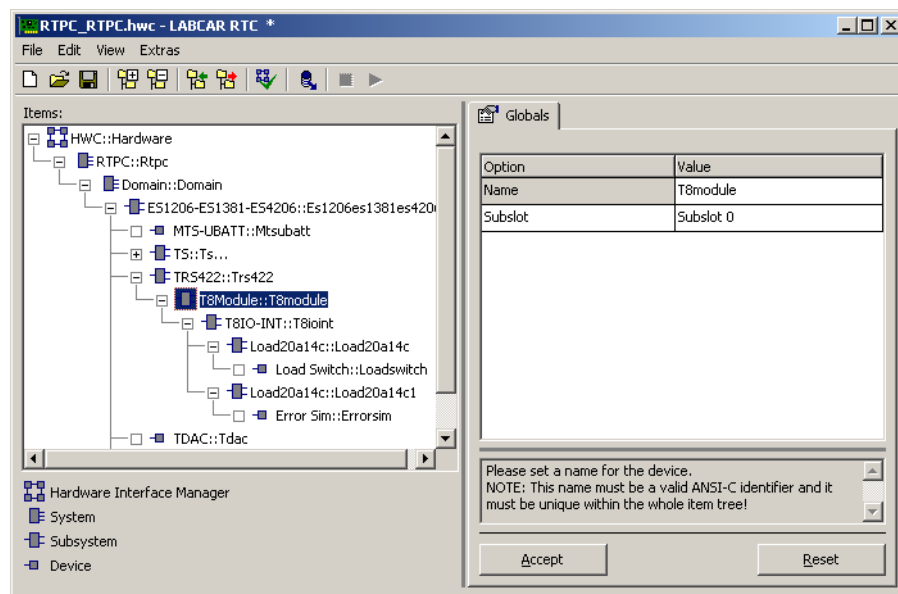 RTPC_RTPC.hwc - LABCAR RTC *
File Edit View Extras
Items:
HWC::Hardware
RTPC::Rtpc
Domain::Domain
ES1206-ES1381-ES4206::Es1206es1381es420
MTS-UBATT::Mtsubatt
TS::Ts...
TRS422::Trs422
T8Module::T8module
T8IO-INT::T8ioint
Load20a14c::Load20a14c
Load Switch::Loadswitch
Load20a14c::Load20a14c1
Error Sim::Errorsim
TDAC::Tdac
Hardware Interface Manager
System
Subsystem
Device
Globals
Option Value
Name T8module
Subslot Subslot 0
Please set a name for the device.
NOTE: This name must be a valid ANSI-C identifier and it
must be unique within the whole item tree!
Accept Reset